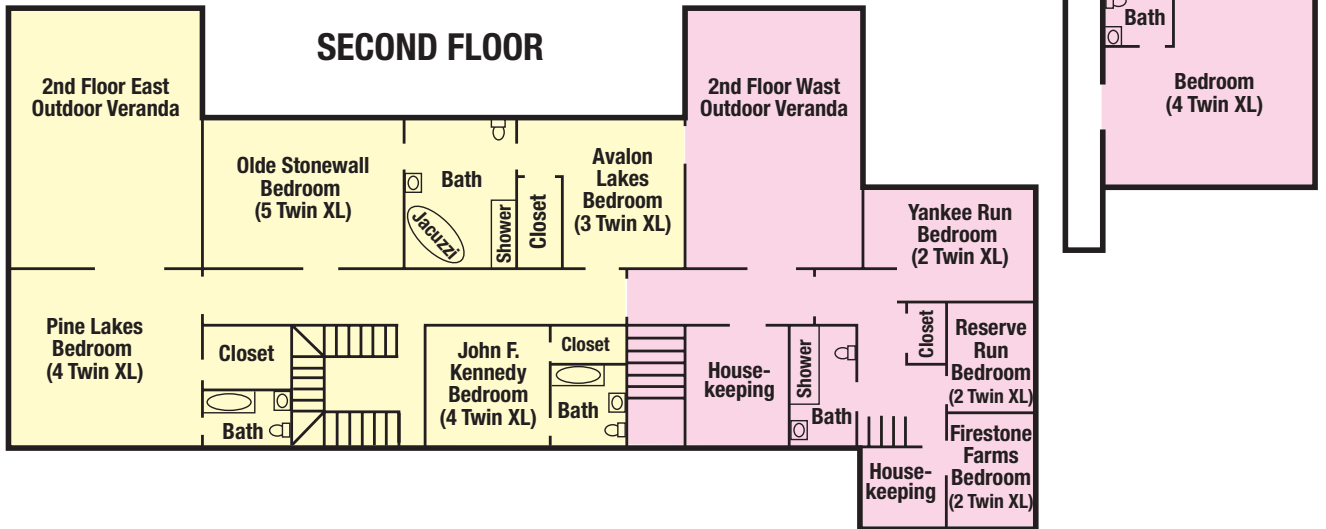 SECOND FLOOR
2nd Floor East
Outdoor Veranda
2nd Floor Wast
Outdoor Veranda
Bath
Bedroom
(4 Twin XL)
Olde Stonewall
Bedroom
(5 Twin XL)
Bath
Jacuzzi
Shower
Closet
Avalon
Lakes
Bedroom
(3 Twin XL)
Yankee Run
Bedroom
(2 Twin XL)
Pine Lakes
Bedroom
(4 Twin XL)
Closet
Bath
John F.
Kennedy
Bedroom
(4 Twin XL)
Closet
Bath
House-
keeping
Shower
Bath
Closet
Reserve
Run
Bedroom
(2 Twin XL)
House-
keeping
Firestone
Farms
Bedroom
(2 Twin XL)